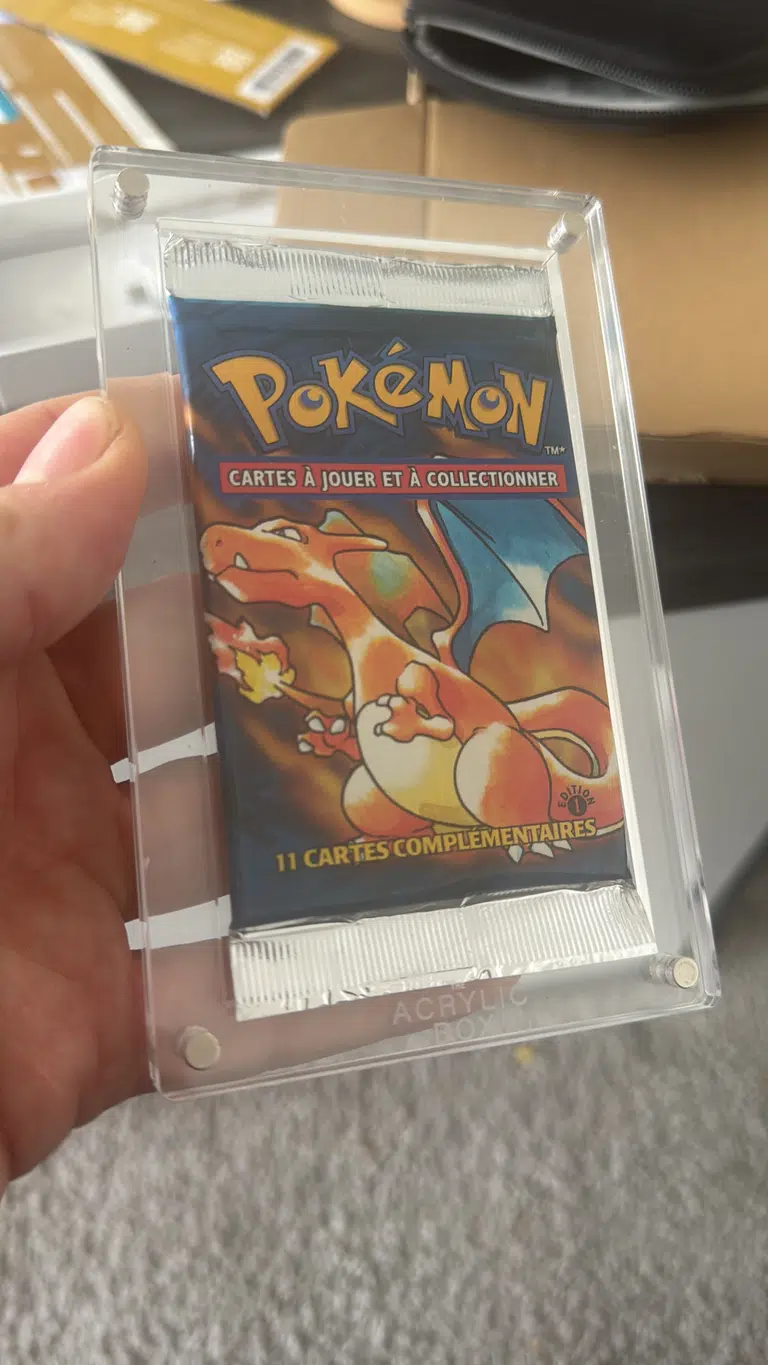 POKéMON
TM*
CARTES À JOUER ET À COLLECTIONNER
EDITION
1
11 CARTES COMPLÉMENTAIRES
ACRYLIC
BOX